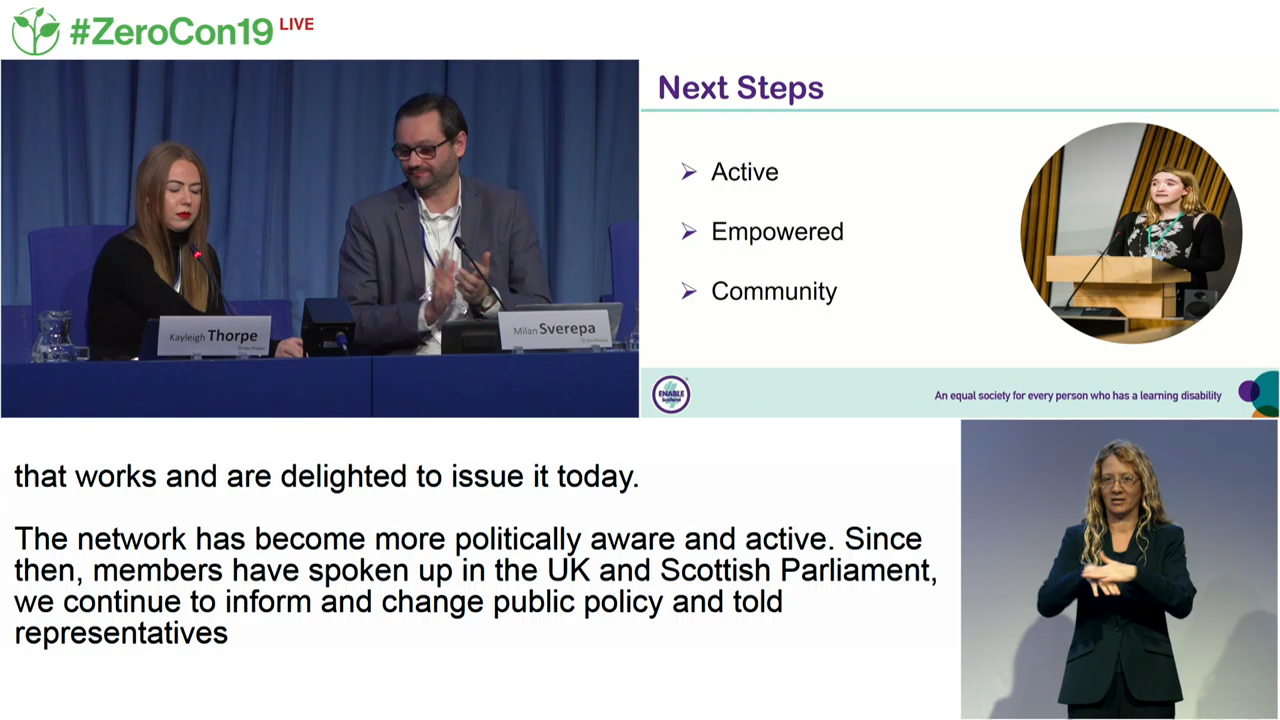 #ZeroCon19 LIVE
Next Steps
Active
Empowered
Community
Kayleigh Thorpe
Milan Sverepa
ENABLE
Scotland
An equal society for every person who has a learning disability
that works and are delighted to issue it today.
The network has become more politically aware and active. Since
then, members have spoken up in the UK and Scottish Parliament,
we continue to inform and change public policy and told
representatives